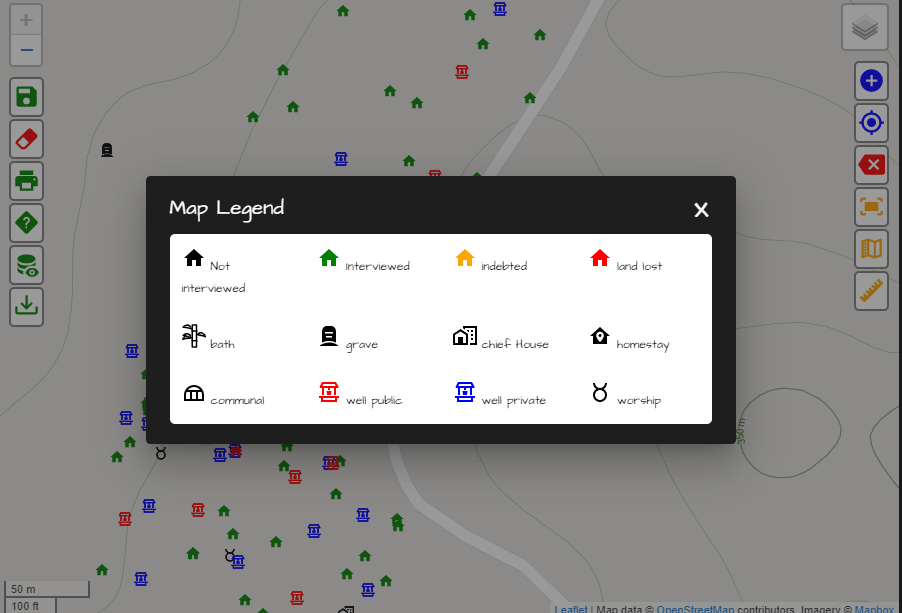 Map Legend X
Not interviewed
interviewed
indebted
land lost
bath
grave
chief House
homestay
communal
well public
well private
worship
350 m
50 m
100 ft
Leaflet | Map data © OpenStreetMap contributors, Imagery © Mapbox